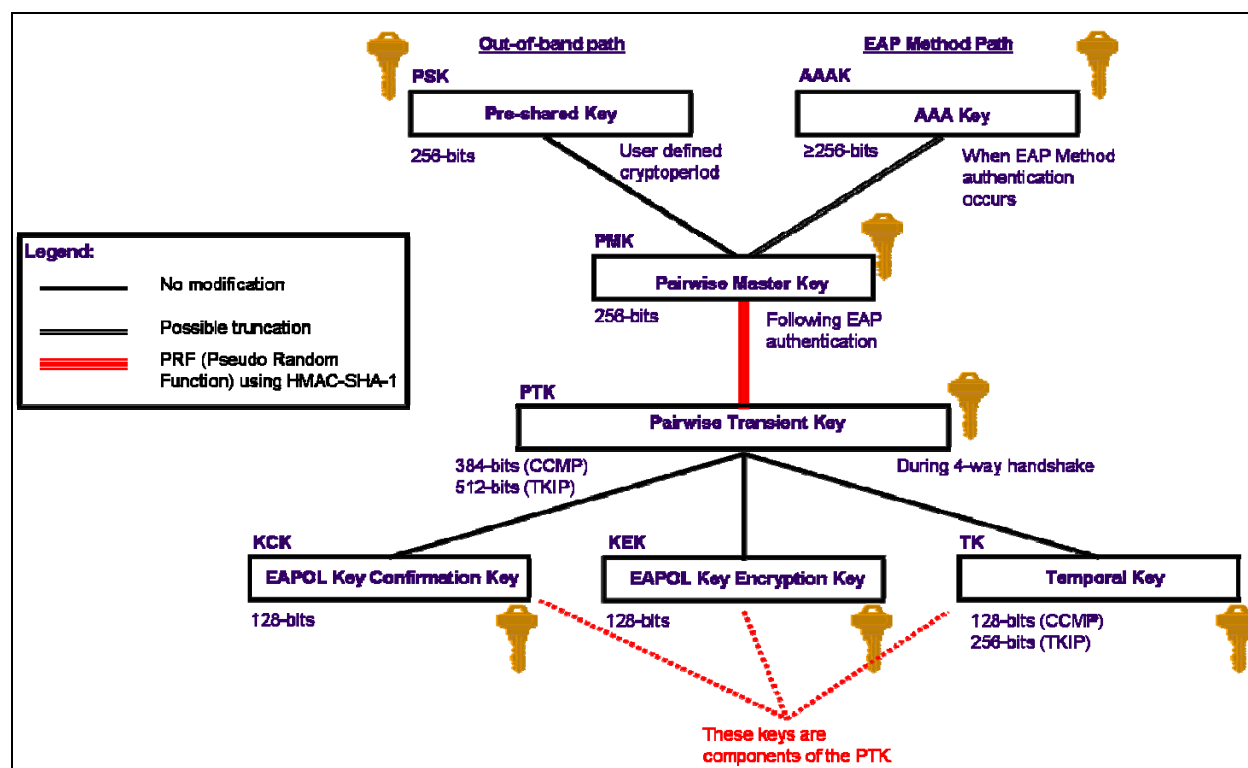 Out-of-band path
EAP Method Path
PSK
Pre-shared Key
256-bits
User defined
cryptoperiod
AAAK
AAA Key
≥256-bits
When EAP Method
authentication
occurs
Legend:
No modification
Possible truncation
PRF (Pseudo Random
Function) using HMAC-SHA-1
PMK
Pairwise Master Key
256-bits
Following EAP
authentication
PTK
Pairwise Transient Key
384-bits (CCMP)
512-bits (TKIP)
During 4-way handshake
KCK
EAPOL Key Confirmation Key
128-bits
KEK
EAPOL Key Encryption Key
128-bits
TK
Temporal Key
128-bits (CCMP)
256-bits (TKIP)
These keys are
components of the PTK